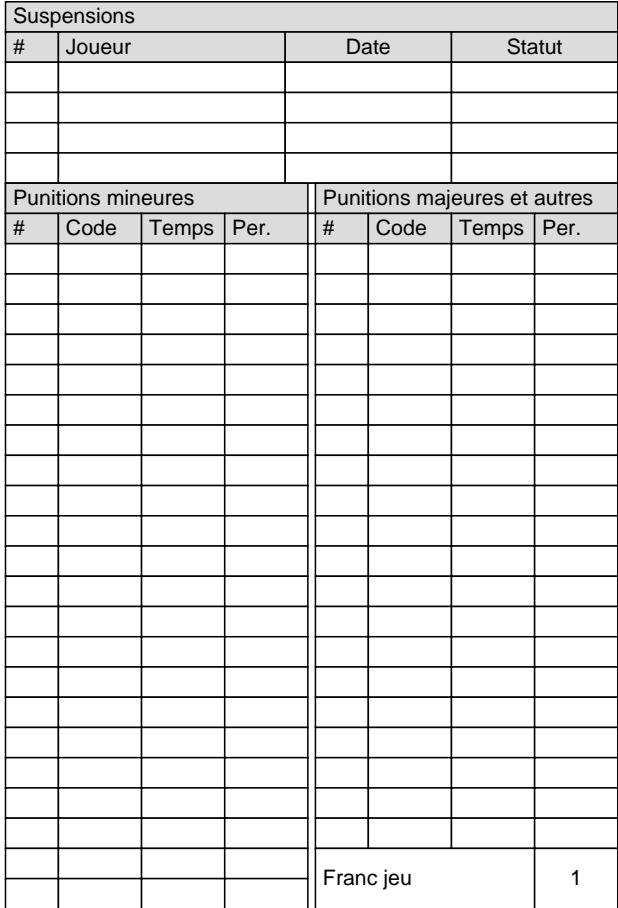 Suspensions
# Joueur Date Statut
Punitions mineures Punitions majeures et autres
# Code Temps Per. # Code Temps Per.
Franc jeu 1